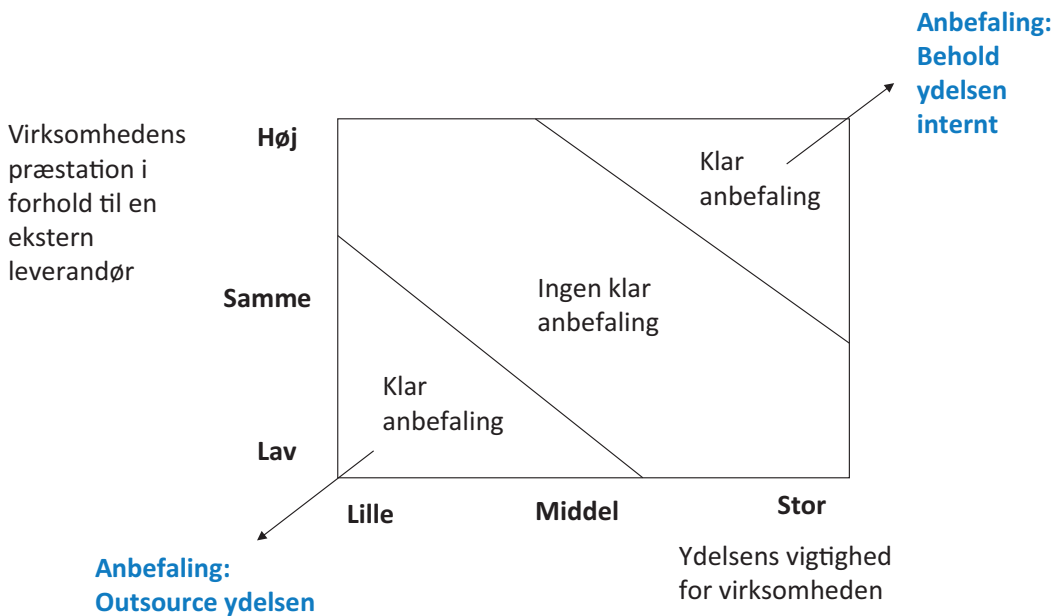 Anbefaling:
Behold
ydelsen
internt
Virksomhedens
præstation i
forhold til en
ekstern
leverandør
Høj
Klar
anbefaling
Samme
Ingen klar
anbefaling
Klar
anbefaling
Lav
Lille
Middel
Stor
Ydelsens vigtighed
for virksomheden
Anbefaling:
Outsource ydelsen